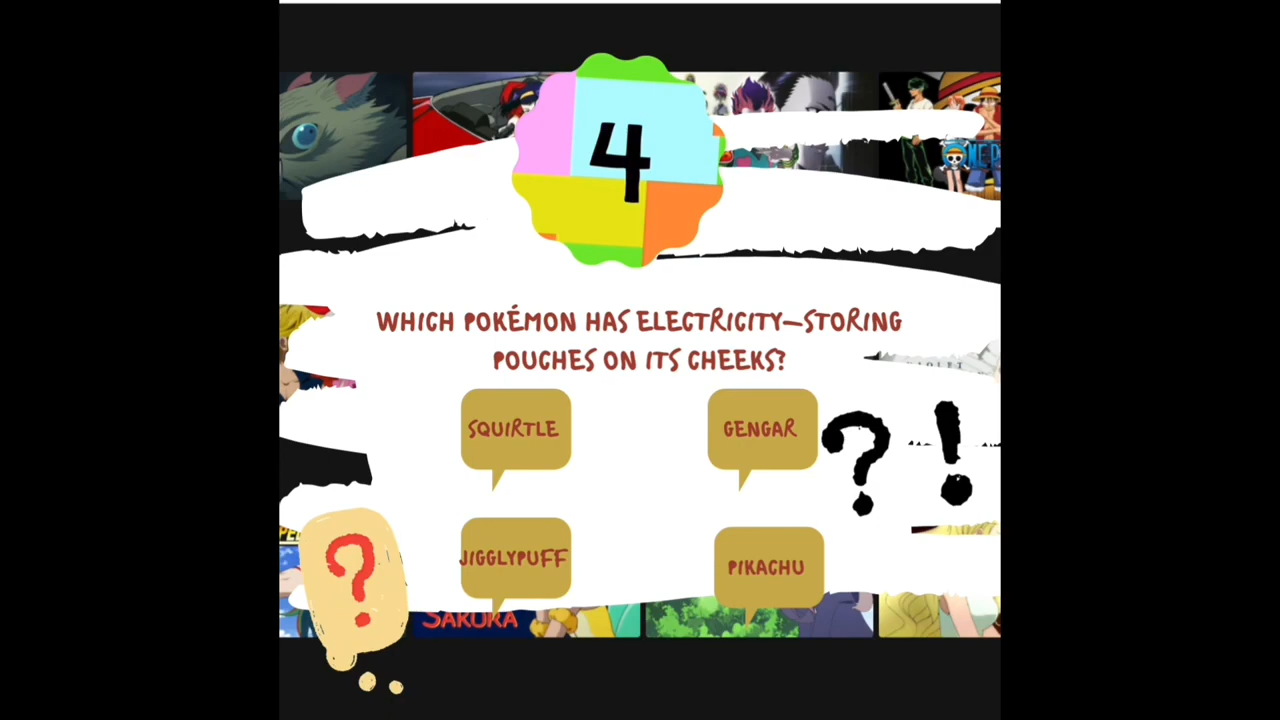 4
WHICH POKÉMON HAS ELECTRICITY–STORING
POUCHES ON ITS CHEEKS?
SQUIRTLE
GENGAR
? !
JIGGLYPUFF
PIKACHU
?
SAKURA